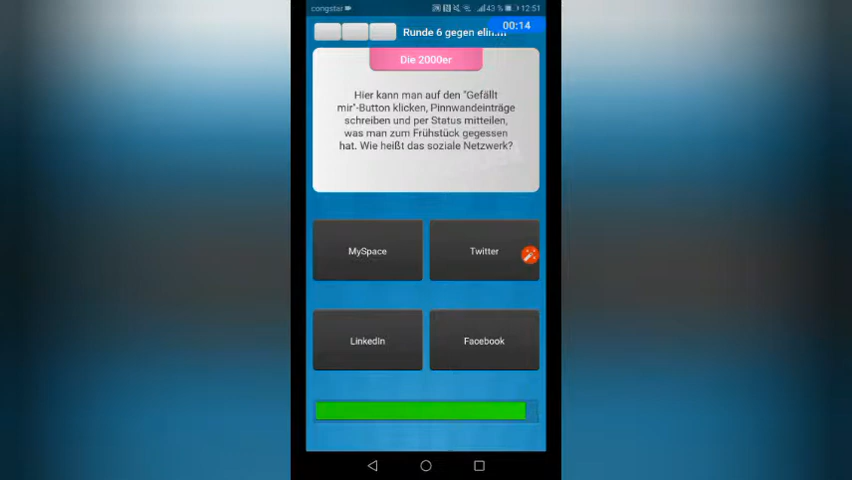 congstar
43 % 12:51
Runde 6 gegen
00:14
Die 2000er
Hier kann man auf den "Gefällt
mir"-Button klicken, Pinnwandeinträge
schreiben und per Status mitteilen,
was man zum Frühstück gegessen
hat. Wie heißt das soziale Netzwerk?
MySpace
Twitter
LinkedIn
Facebook